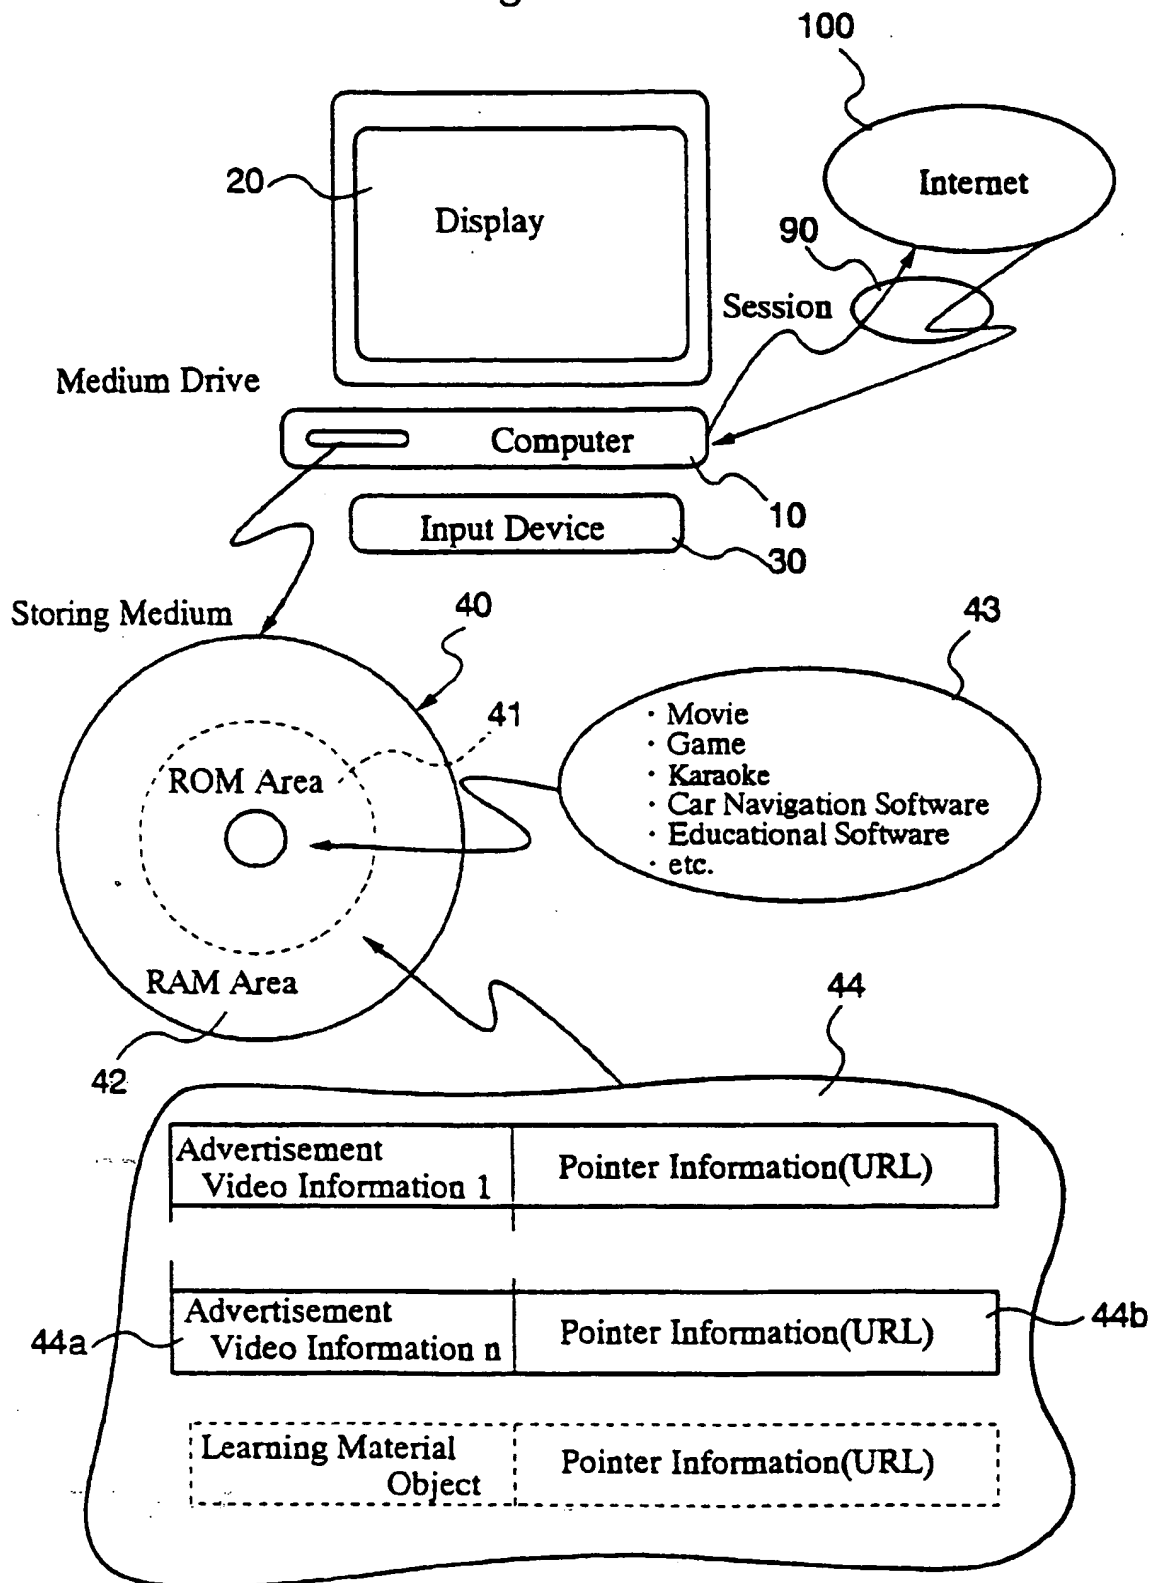 100
Internet
20
Display
90
Session
Medium Drive
Computer
10
Input Device
30
Storing Medium
40
43
41
· Movie
· Game
· Karaoke
· Car Navigation Software
· Educational Software
· etc.
ROM Area
RAM Area
42
44
Advertisement
Video Information 1
Pointer Information(URL)
Advertisement
Video Information n
Pointer Information(URL)
44a
44b
Learning Material
Object
Pointer Information(URL)